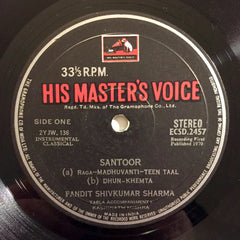 33⅓ R.P.M.
HIS MASTER'S VOICE
Regd. Td. Mks. of The Gramophone Co., Ltd.
SIDE ONE
2YJW. 136
INSTRUMENTAL
CLASSICAL
STEREO
ECSD.2457
Recording First
Published 1970
SANTOOR
(a) RAGA-MADHUVANTI-TEEN TAAL
(b) DHUN-KHEMTA
PANDIT SHIVKUMAR SHARMA
TABLA ACCOMPANIMENT
MADE IN INDIA